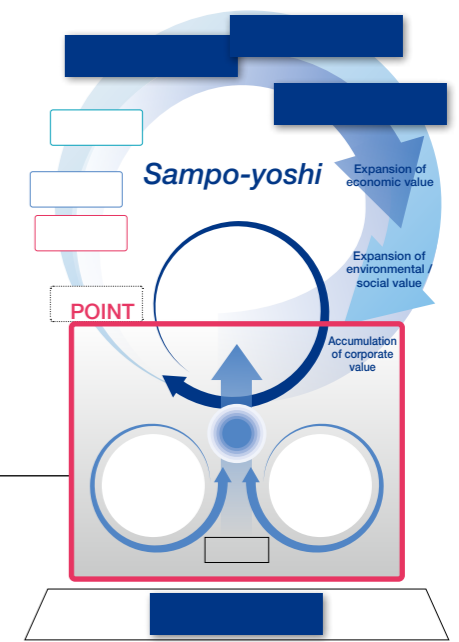 Sampo-yoshi
Expansion of
economic value
Expansion of
environmental /
social value
POINT
Accumulation
of corporate
value